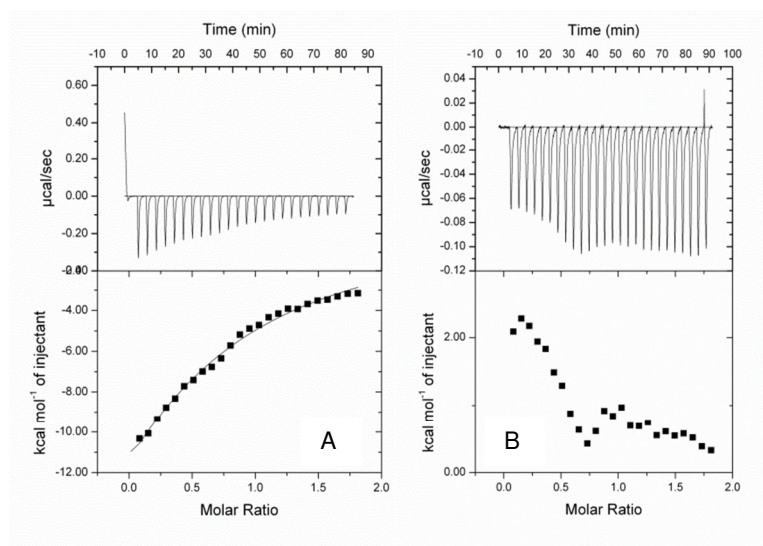 Time (min)
-10 0 10 20 30 40 50 60 70 80 90
0.60
0.40
0.20
0.00
-0.20
µcal/sec
-4.00
-6.00
-8.00
-10.00
-12.00
kcal mol-1 of injectant
A
0.0 0.5 1.0 1.5 2.0
Molar Ratio
Time (min)
-10 0 10 20 30 40 50 60 70 80 90 100
0.04
0.02
0.00
-0.02
-0.04
-0.06
-0.08
-0.10
-0.12
µcal/sec
2.00
0.00
kcal mol-1 of injectant
B
0.0 0.5 1.0 1.5 2.0
Molar Ratio